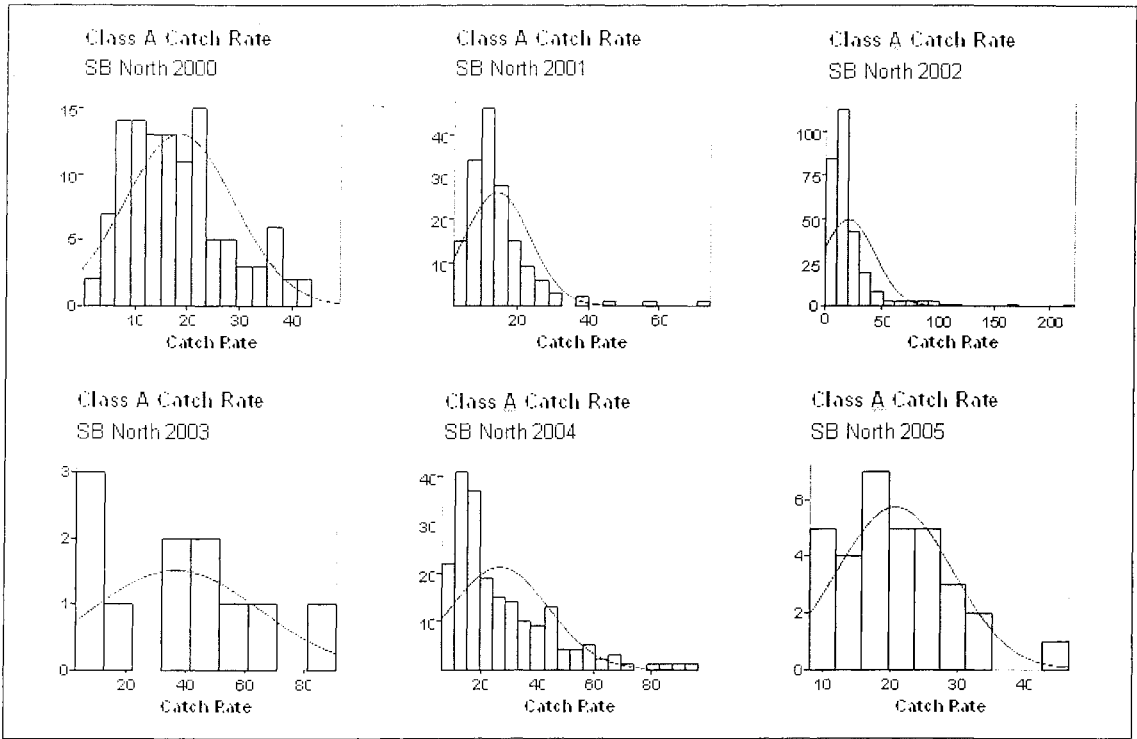 Class A Catch Rate
SB North 2000
15
10
5
0
10 20 30 40
Catch Rate
Class A Catch Rate
SB North 2001
40
30
20
10
20 40 60
Catch Rate
Class A Catch Rate
SB North 2002
100
75
50
25
0
0 50 100 150 200
Catch Rate
Class A Catch Rate
SB North 2003
3
2
1
0
20 40 60 80
Catch Rate
Class A Catch Rate
SB North 2004
40
30
20
10
20 40 60 80
Catch Rate
Class A Catch Rate
SB North 2005
6
4
2
0
10 20 30 40
Catch Rate